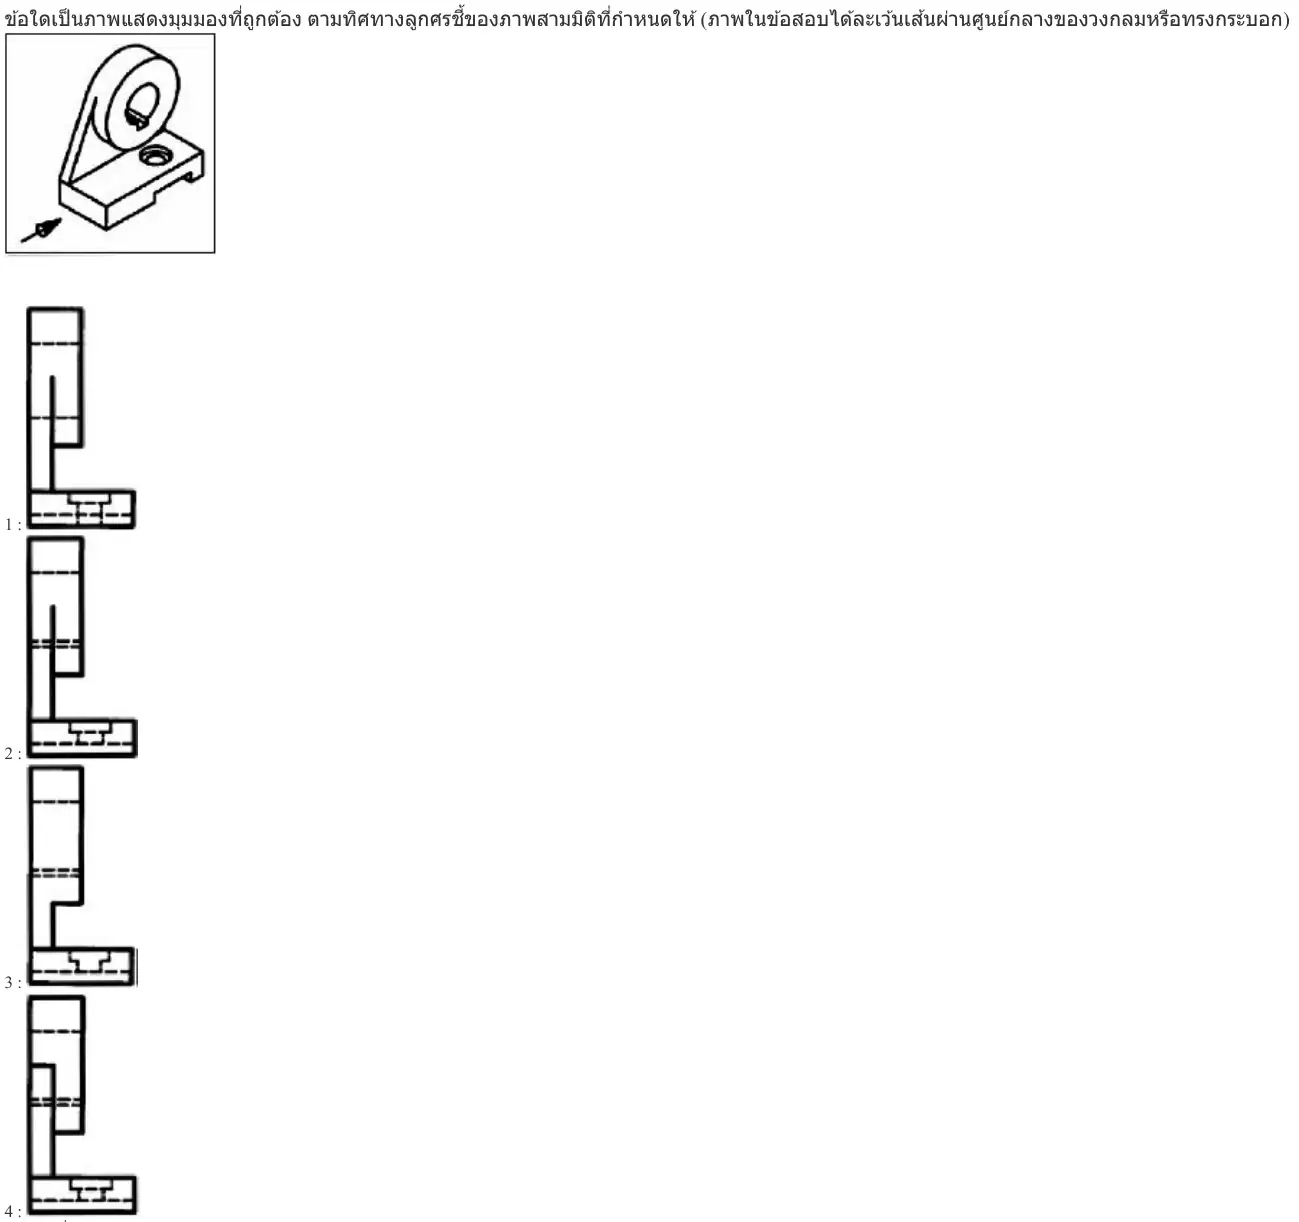 ข้อใดเป็นภาพแสดงมุมมองที่ถูกต้อง ตามทิศทางลูกศรชี้ของภาพสามมิติที่กำหนดให้ (ภาพในข้อสอบได้ละเว้นเส้นผ่านศูนย์กลางของวงกลมหรือทรงกระบอก)
1 :
2 :
3 :
4 :